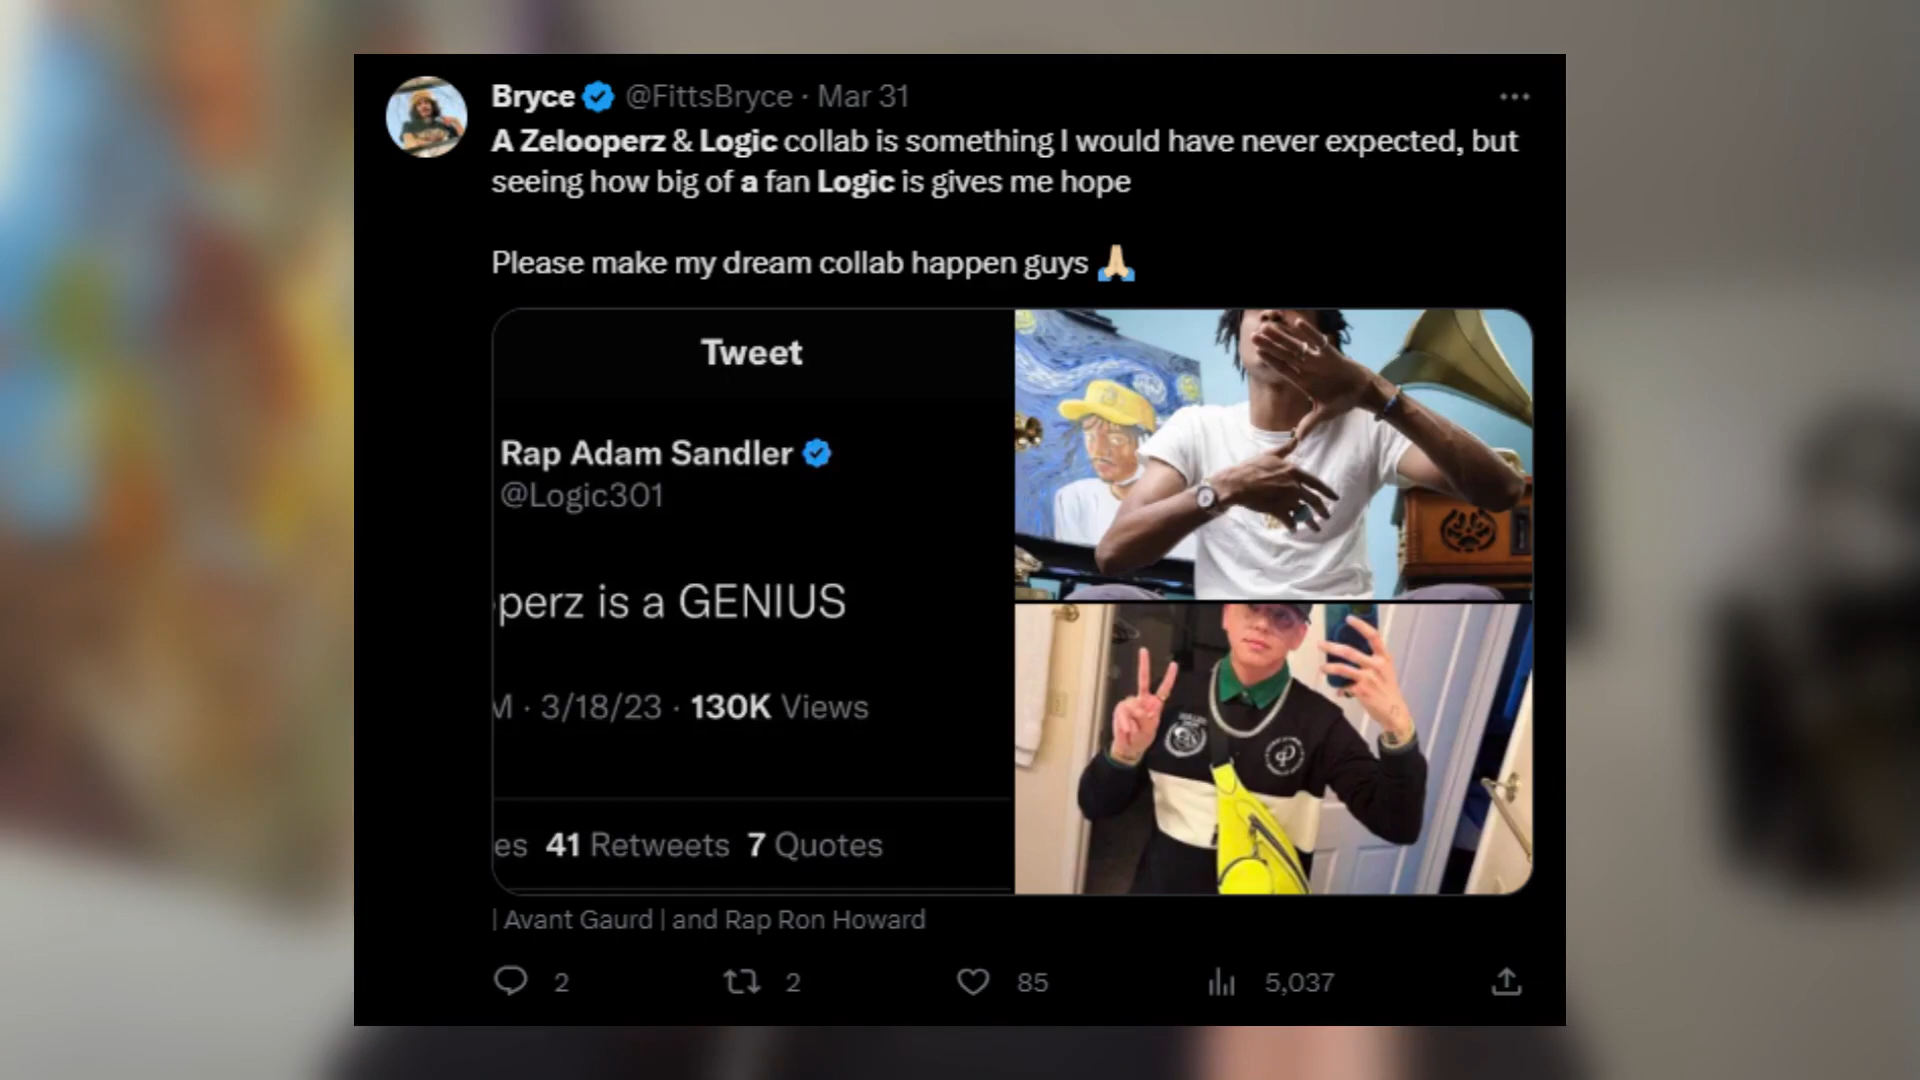 Bryce @FittsBryce · Mar 31
A Zelooperz & Logic collab is something I would have never expected, but
seeing how big of a fan Logic is gives me hope
Please make my dream collab happen guys 🙏🏼
Tweet
Rap Adam Sandler
@Logic301
perz is a GENIUS
M · 3/18/23 · 130K Views
es 41 Retweets 7 Quotes
| Avant Gaurd | and Rap Ron Howard
2 2 85 5,037